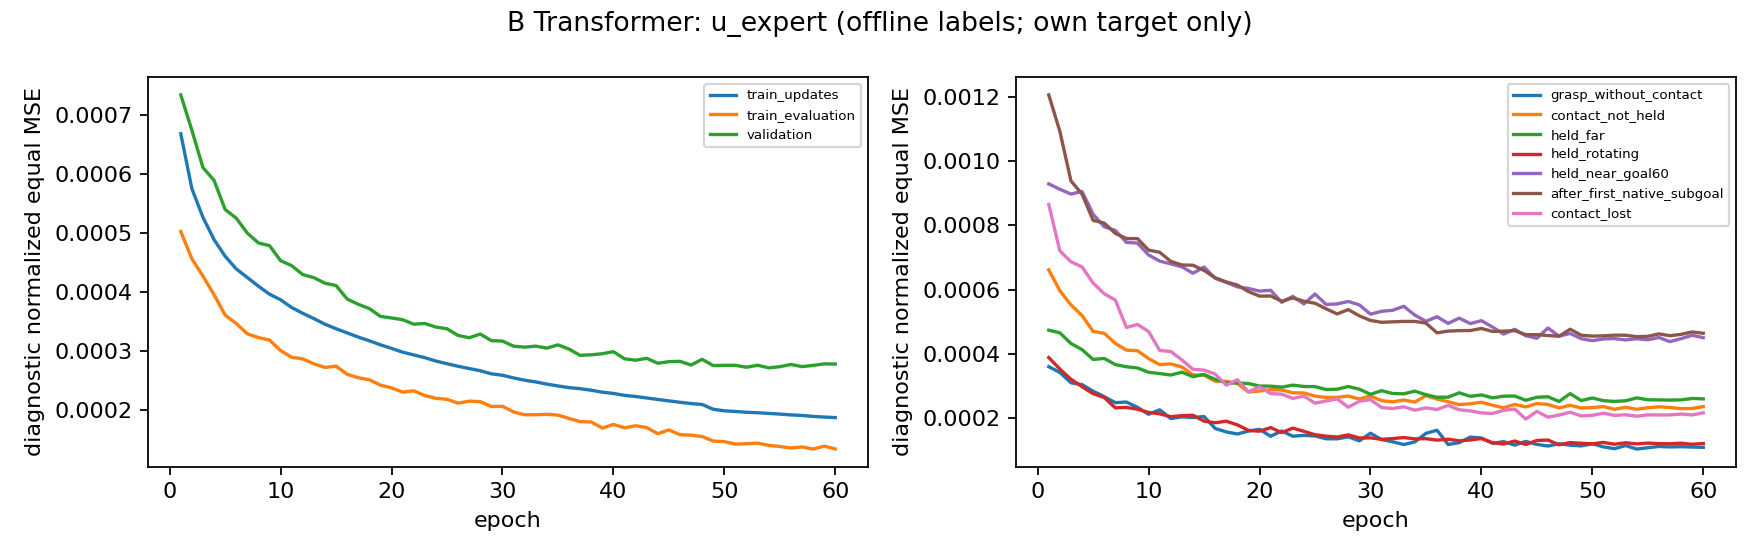 B Transformer: u_expert (offline labels; own target only)
diagnostic normalized equal MSE
0.0007
0.0006
0.0005
0.0004
0.0003
0.0002
train_updates
train_evaluation
validation
0 10 20 30 40 50 60
epoch
diagnostic normalized equal MSE
0.0012
0.0010
0.0008
0.0006
0.0004
0.0002
grasp_without_contact
contact_not_held
held_far
held_rotating
held_near_goal60
after_first_native_subgoal
contact_lost
0 10 20 30 40 50 60
epoch